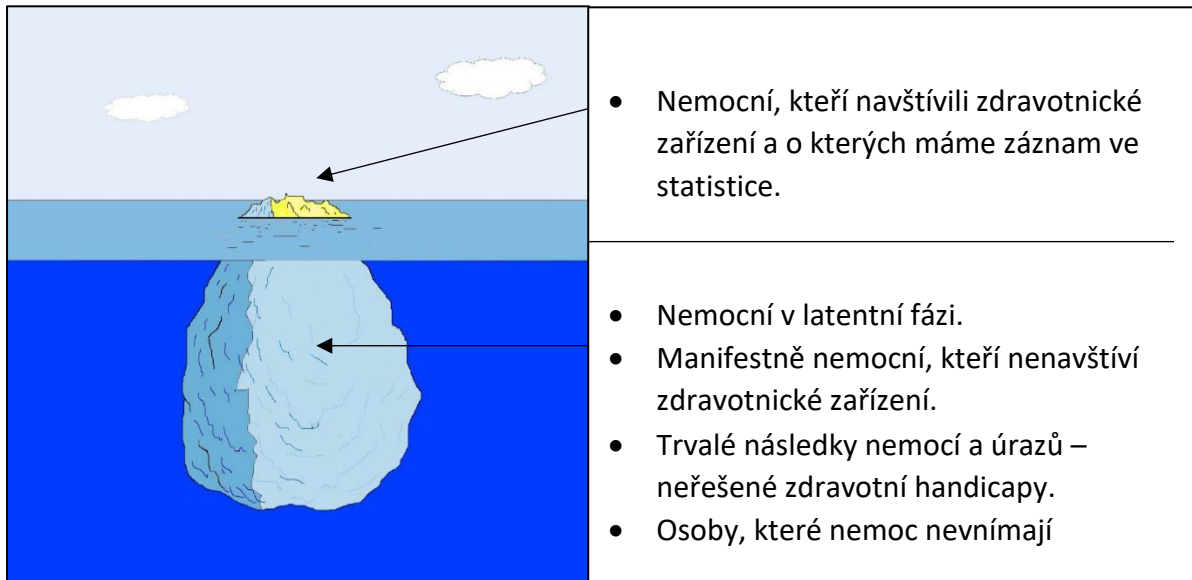 • Nemocní, kteří navštívili zdravotnické
zařízení a o kterých máme záznam ve
statistice.
• Nemocní v latentní fázi.
• Manifestně nemocní, kteří nenavštíví
zdravotnické zařízení.
• Trvalé následky nemocí a úrazů –
neřešené zdravotní handicapy.
• Osoby, které nemoc nevnímají